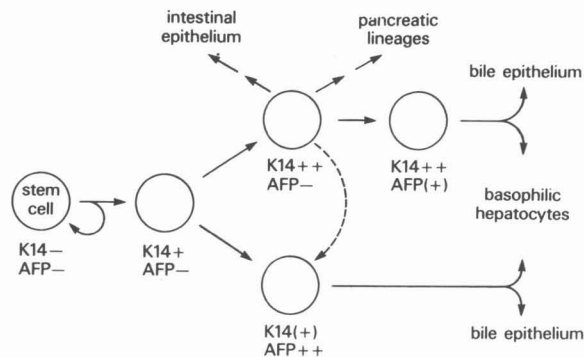 intestinal
epithelium
pancreatic
lineages
bile epithelium
K14++
AFP−
K14++
AFP(+)
stem
cell
K14−
AFP−
K14+
AFP−
basophilic
hepatocytes
K14(+)
AFP++
bile epithelium